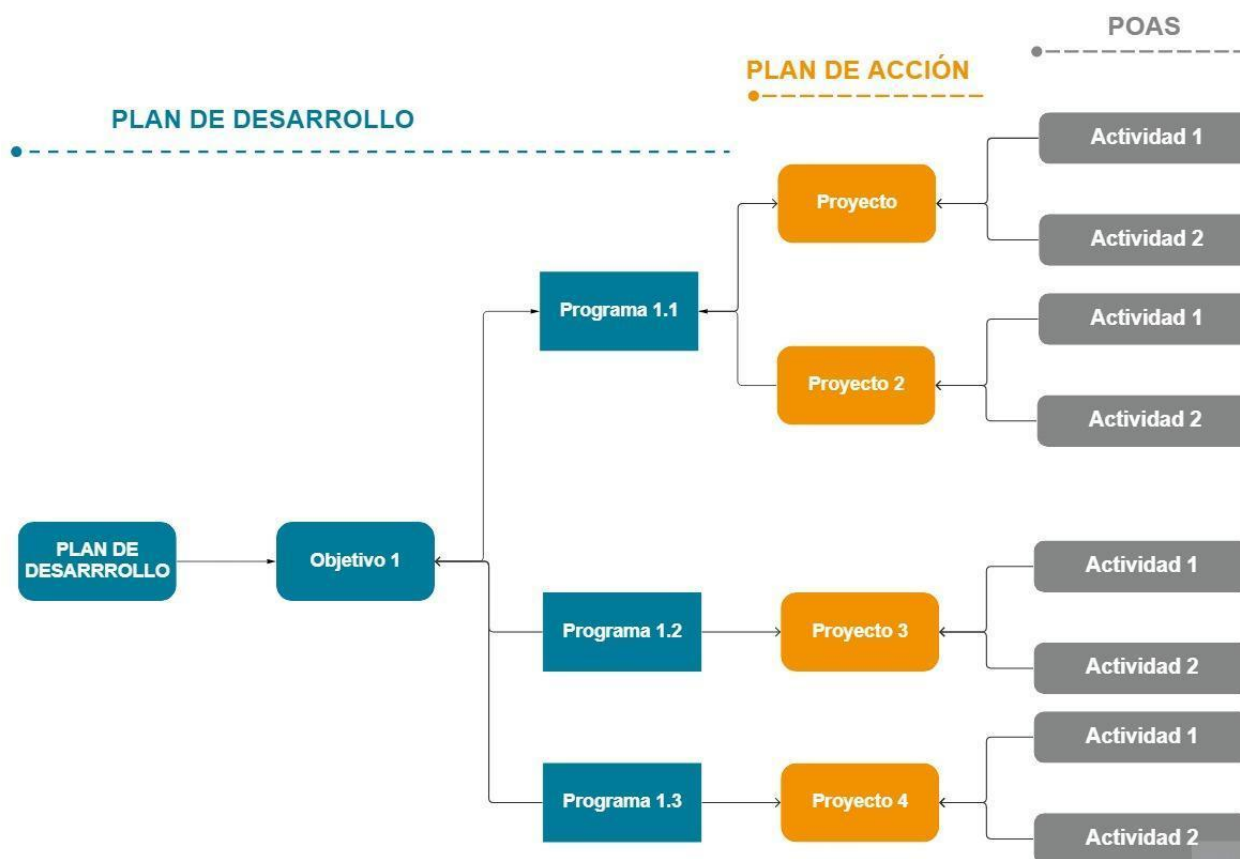 POAS
PLAN DE ACCIÓN
PLAN DE DESARROLLO
Actividad 1
Proyecto
Actividad 2
Programa 1.1
Actividad 1
Proyecto 2
Actividad 2
PLAN DE
DESARRROLLO
Objetivo 1
Actividad 1
Programa 1.2
Proyecto 3
Actividad 2
Actividad 1
Programa 1.3
Proyecto 4
Actividad 2